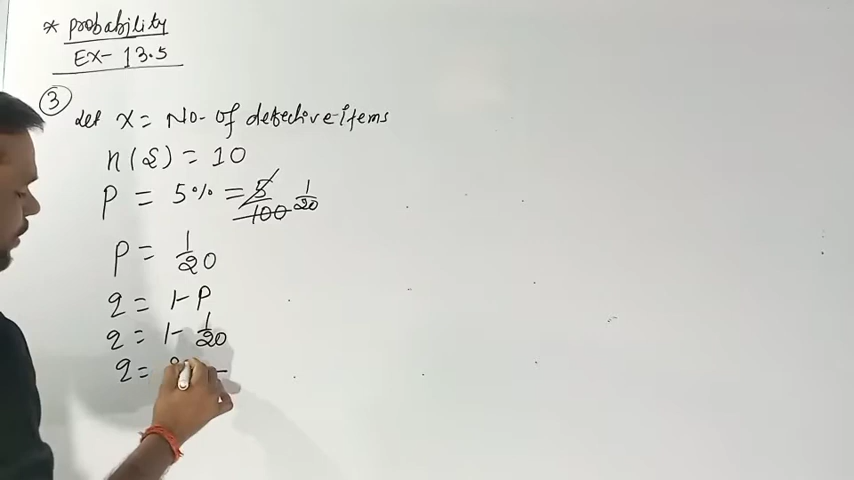 * Probability
Ex- 13.5
③ Let X = No- of defective Items
n(S) = 10
P = 5% = 5/100 1/20
P = 1/20
q = 1- P
q = 1- 1/20
q =